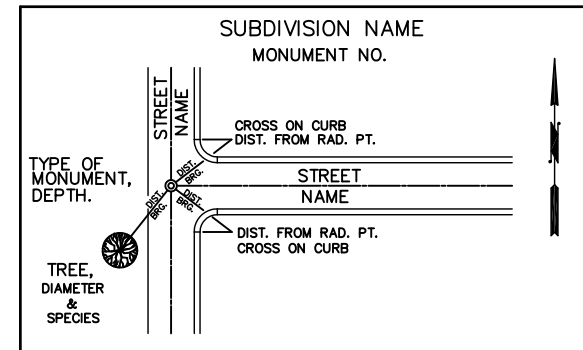 SUBDIVISION NAME
MONUMENT NO.
STREET
NAME
CROSS ON CURB
DIST. FROM RAD. PT.
TYPE OF
MONUMENT,
DEPTH.
DIST.
BRG.
STREET
NAME
DIST.
BRG.
DIST.
BRG.
DIST. FROM RAD. PT.
CROSS ON CURB
TREE,
DIAMETER
&
SPECIES
N